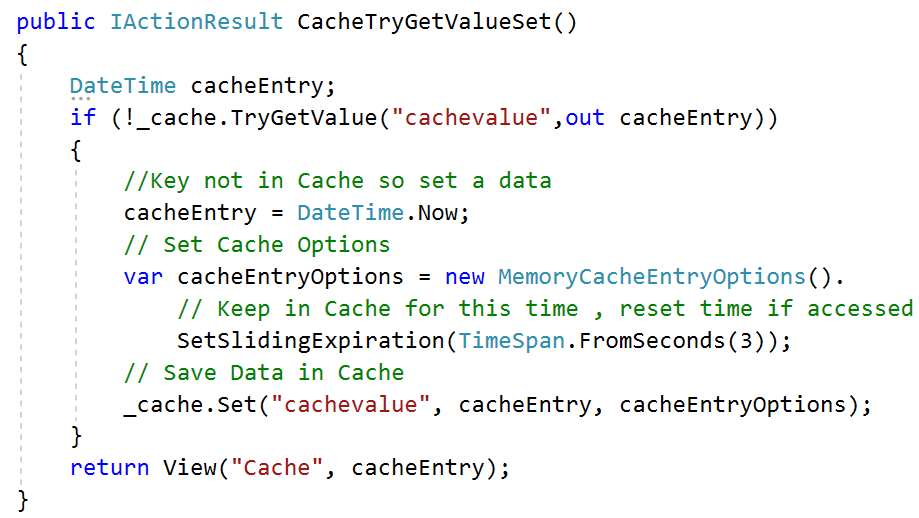 public IActionResult CacheTryGetValueSet()
{
DateTime cacheEntry;
if (!_cache.TryGetValue("cachevalue",out cacheEntry))
{
//Key not in Cache so set a data
cacheEntry = DateTime.Now;
// Set Cache Options
var cacheEntryOptions = new MemoryCacheEntryOptions().
// Keep in Cache for this time , reset time if accessed
SetSlidingExpiration(TimeSpan.FromSeconds(3));
// Save Data in Cache
_cache.Set("cachevalue", cacheEntry, cacheEntryOptions);
}
return View("Cache", cacheEntry);
}